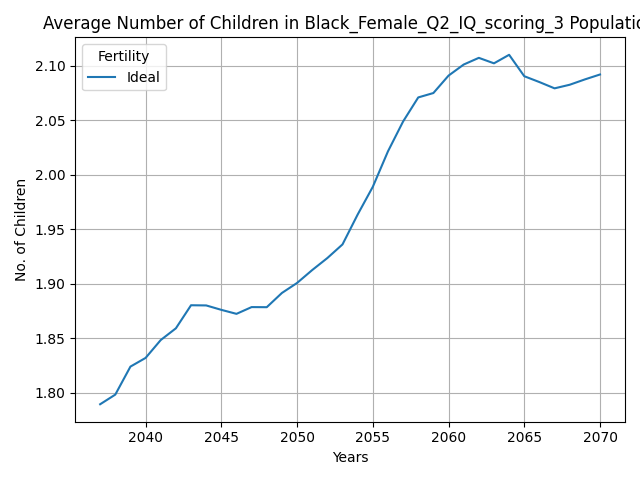 Average Number of Children in Black_Female_Q2_IQ_scoring_3 Populatio
Fertility
Ideal
No. of Children
2.10
2.05
2.00
1.95
1.90
1.85
1.80
2040 2045 2050 2055 2060 2065 2070
Years